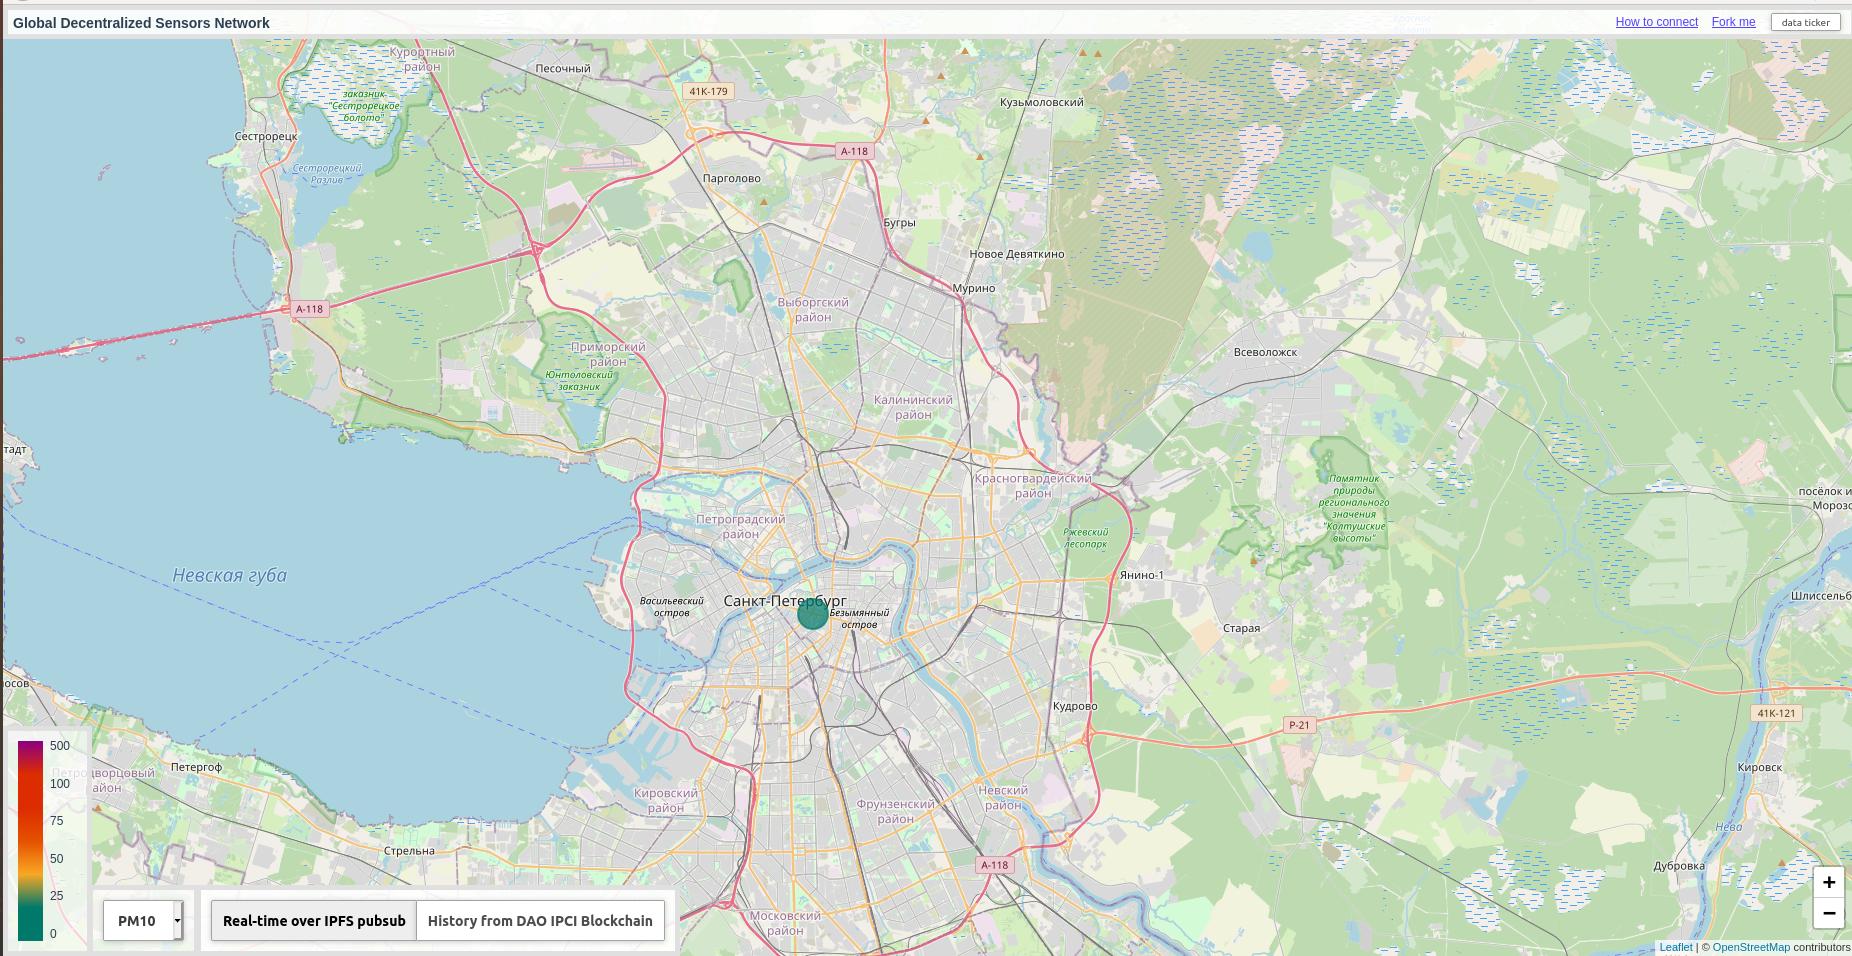 Global Decentralized Sensors Network
How to connect
Fork me
data ticker
Курортный
район
Песочный
41К-179
Кузьмоловский
заказник
"Сестрорецкое
болото"
Сестрорецк
А-118
Сестрорецкий
Разлив
Парголово
Бугры
Новое Девяткино
Мурино
А-118
Выборгский
район
Приморский
район
Всеволожск
Юнтоловский
заказник
Калининский
район
тадт
Красногвардейский
район
Памятник
природы
регионального
значения
"Колтушские
высоты"
посёлок и
Морозо
Петроградский
район
Ржевский
лесопарк
Невская губа
Янино-1
Васильевский
остров
Санкт-Петербург
Безымянный
остров
Шлиссельб
Старая
осов
Кудрово
Р-21
41К-121
500
100
75
50
25
0
Петродворцовый
айон
Петергоф
Кировск
Кировский
район
Фрунзенский
район
Невский
район
Нева
Стрельна
А-118
Дубровка
PM10
Real-time over IPFS pubsub
History from DAO IPCI Blockchain
Московский
район
+
−
Leaflet | © OpenStreetMap contributors